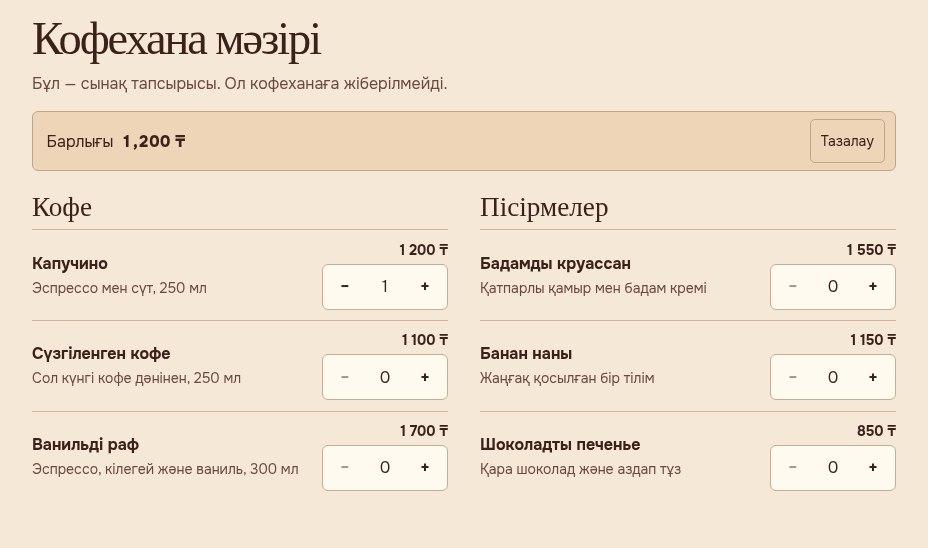 Кофехана мәзірі
Бұл — сынақ тапсырысы. Ол кофеханаға жіберілмейді.
Барлығы 1,200 ₸
Тазалау
Кофе
1 200 ₸
Капучино
Эспрессо мен сүт, 250 мл
− 1 +
1 100 ₸
Сүзгіленген кофе
Сол күнгі кофе дәнінен, 250 мл
− 0 +
1 700 ₸
Ванильді раф
Эспрессо, кілегей және ваниль, 300 мл
− 0 +
Пісірмелер
1 550 ₸
Бадамды круассан
Қатпарлы қамыр мен бадам кремі
− 0 +
1 150 ₸
Банан наны
Жаңғақ қосылған бір тілім
− 0 +
850 ₸
Шоколадты печенье
Қара шоколад және аздап тұз
− 0 +